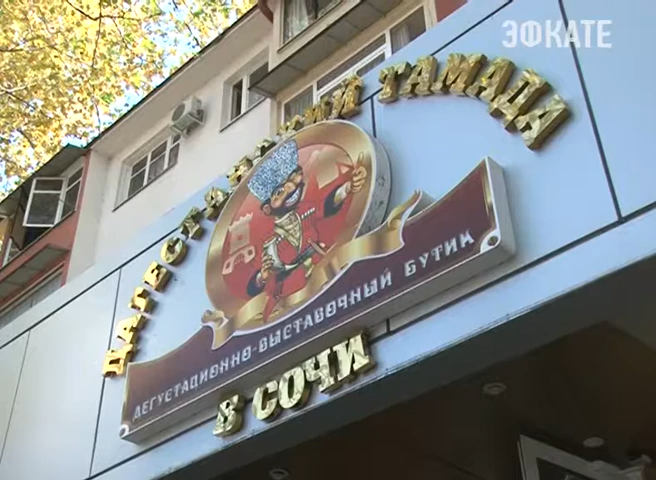 ЭФКАТЕ
ДАГЕСТАНСКИЙ ТАМАДА
ДЕГУСТАЦИОННО-ВЫСТАВОЧНЫЙ БУТИК
В СОЧИ